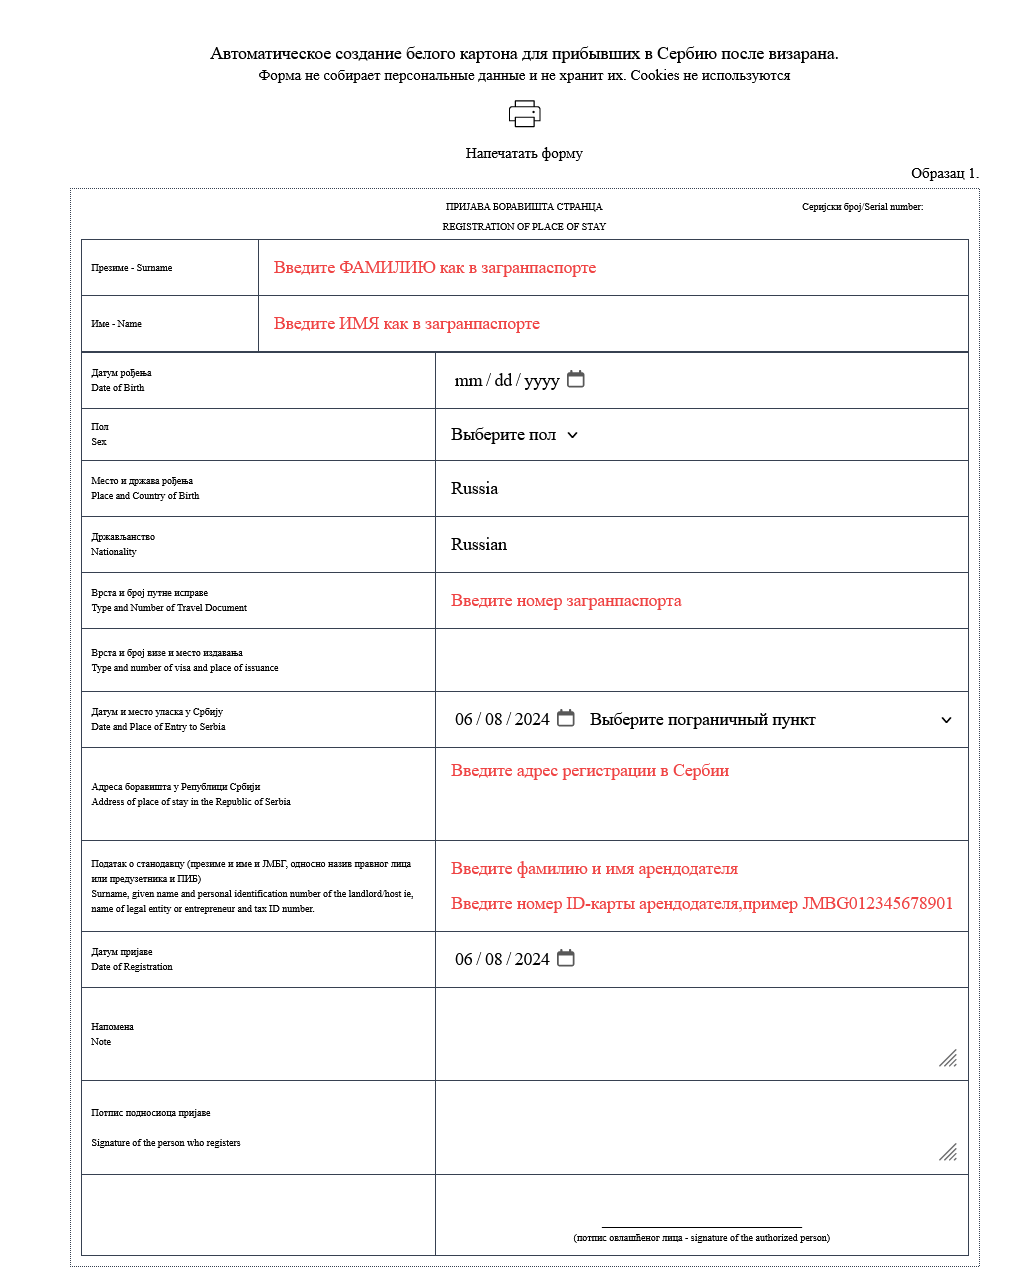 Автоматическое создание белого картона для прибывших в Сербию после визарана.
Форма не собирает персональные данные и не хранит их. Cookies не используются
Напечатать форму
Образац 1.
ПРИЈАВА БОРАВИШТА СТРАНЦА
Серијски број/Serial number:
REGISTRATION OF PLACE OF STAY
Презиме - Surname
Введите ФАМИЛИЮ как в загранпаспорте
Име - Name
Введите ИМЯ как в загранпаспорте
Датум рођења
Date of Birth
mm / dd / yyyy
Пол
Sex
Выберите пол
Место и држава рођења
Place and Country of Birth
Russia
Држављанство
Nationality
Russian
Врста и број путне исправе
Type and Number of Travel Document
Введите номер загранпаспорта
Врста и број визе и место издавања
Type and number of visa and place of issuance
Датум и место уласка у Србију
Date and Place of Entry to Serbia
06 / 08 / 2024 Выберите пограничный пункт
Адреса боравишта у Републици Србији
Address of place of stay in the Republic of Serbia
Введите адрес регистрации в Сербии
Податак о станодавцу (презиме и име и ЈМБГ, односно назив правног лица
или предузетника и ПИБ)
Surname, given name and personal identification number of the landlord/host ie,
name of legal entity or entrepreneur and tax ID number.
Введите фамилию и имя арендодателя
Введите номер ID-карты арендодателя,пример JMBG012345678901
Датум пријаве
Date of Registration
06 / 08 / 2024
Напомена
Note
Потпис подносиоца пријаве
Signature of the person who registers
(потпис овлашћеног лица - signature of the authorized person)